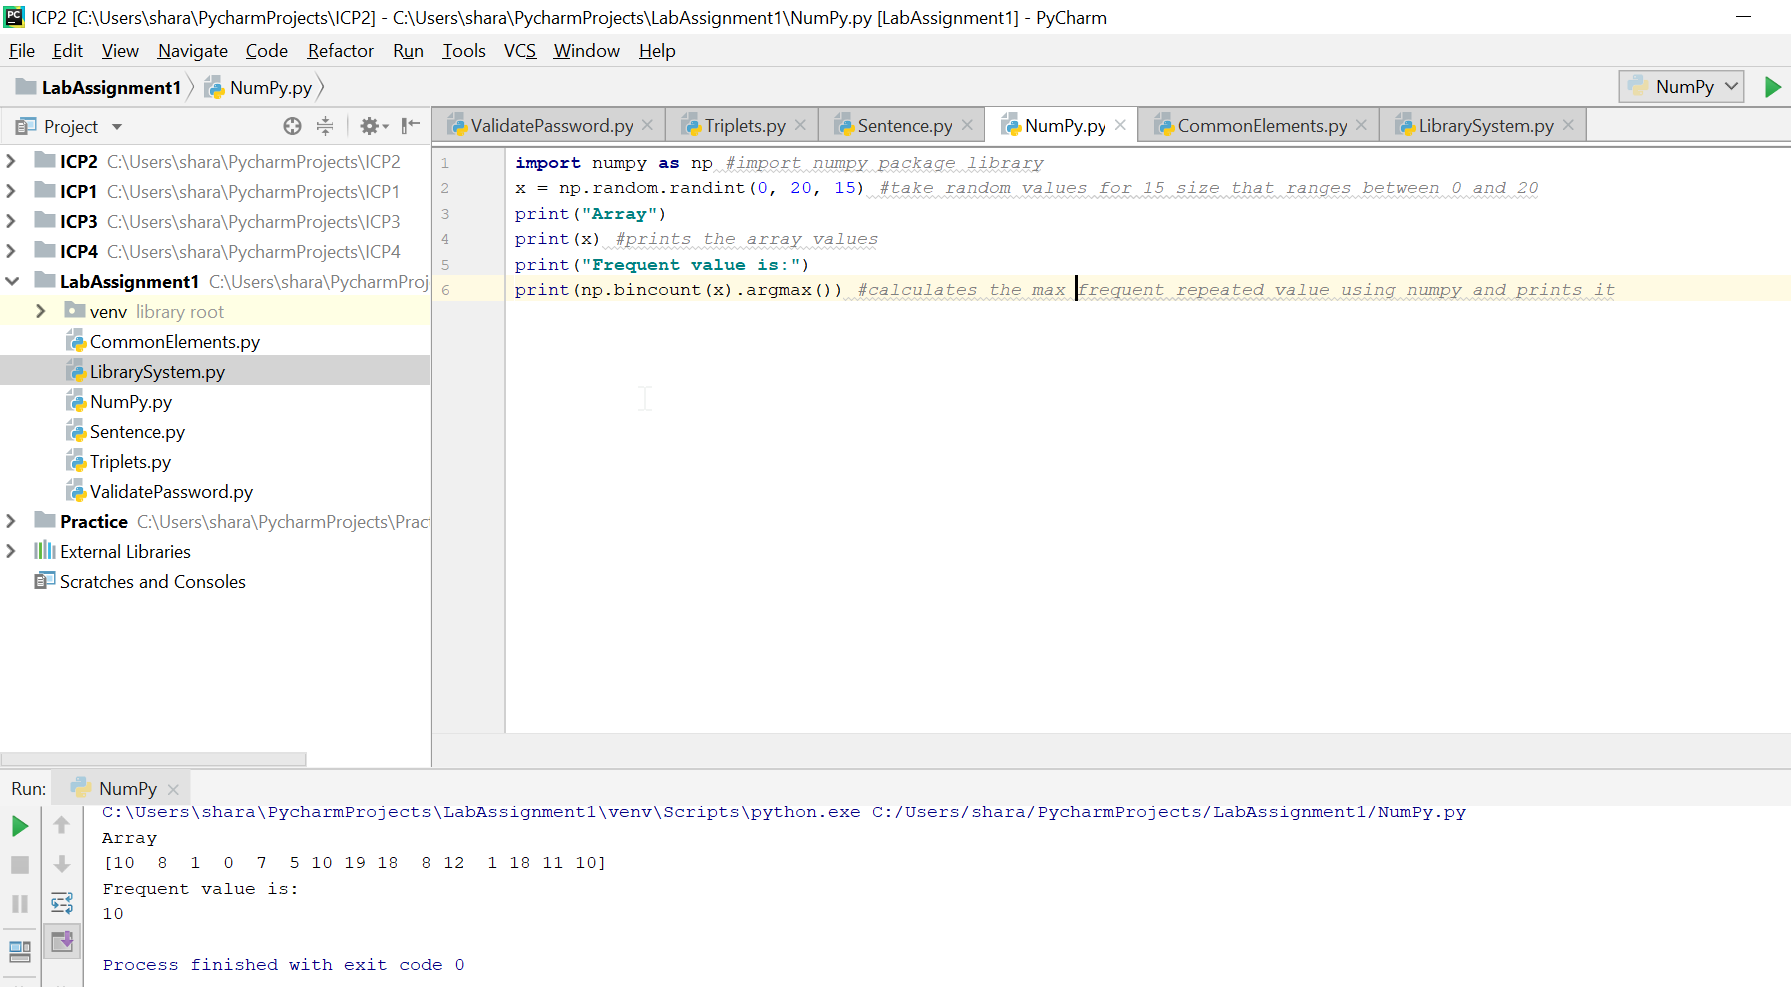 PC ICP2 [C:\Users\shara\PycharmProjects\ICP2] - C:\Users\shara\PycharmProjects\LabAssignment1\NumPy.py [LabAssignment1] - PyCharm
File Edit View Navigate Code Refactor Run Tools VCS Window Help
LabAssignment1 NumPy.py NumPy
Project ValidatePassword.py Triplets.py Sentence.py NumPy.py CommonElements.py LibrarySystem.py
ICP2 C:\Users\shara\PycharmProjects\ICP2
ICP1 C:\Users\shara\PycharmProjects\ICP1
ICP3 C:\Users\shara\PycharmProjects\ICP3
ICP4 C:\Users\shara\PycharmProjects\ICP4
LabAssignment1 C:\Users\shara\PycharmProj
venv library root
CommonElements.py
LibrarySystem.py
NumPy.py
Sentence.py
Triplets.py
ValidatePassword.py
Practice C:\Users\shara\PycharmProjects\Prac
External Libraries
Scratches and Consoles
1 import numpy as np #import numpy package library
2 x = np.random.randint(0, 20, 15) #take random values for 15 size that ranges between 0 and 20
3 print("Array")
4 print(x) #prints the array values
5 print("Frequent value is:")
6 print(np.bincount(x).argmax()) #calculates the max frequent repeated value using numpy and prints it
Run: NumPy
C:\Users\shara\PycharmProjects\LabAssignment1\venv\Scripts\python.exe C:/Users/shara/PycharmProjects/LabAssignment1/NumPy.py
Array
[10  8  1  0  7  5 10 19 18  8 12  1 18 11 10]
Frequent value is:
10
Process finished with exit code 0